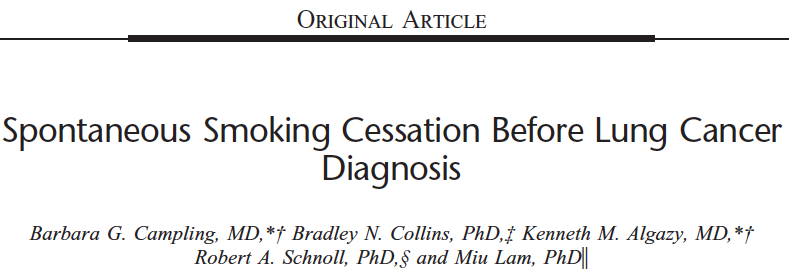 ORIGINAL ARTICLE
Spontaneous Smoking Cessation Before Lung Cancer
Diagnosis
Barbara G. Campling, MD,*† Bradley N. Collins, PhD,‡ Kenneth M. Algazy, MD,*†
Robert A. Schnoll, PhD,§ and Miu Lam, PhD‖